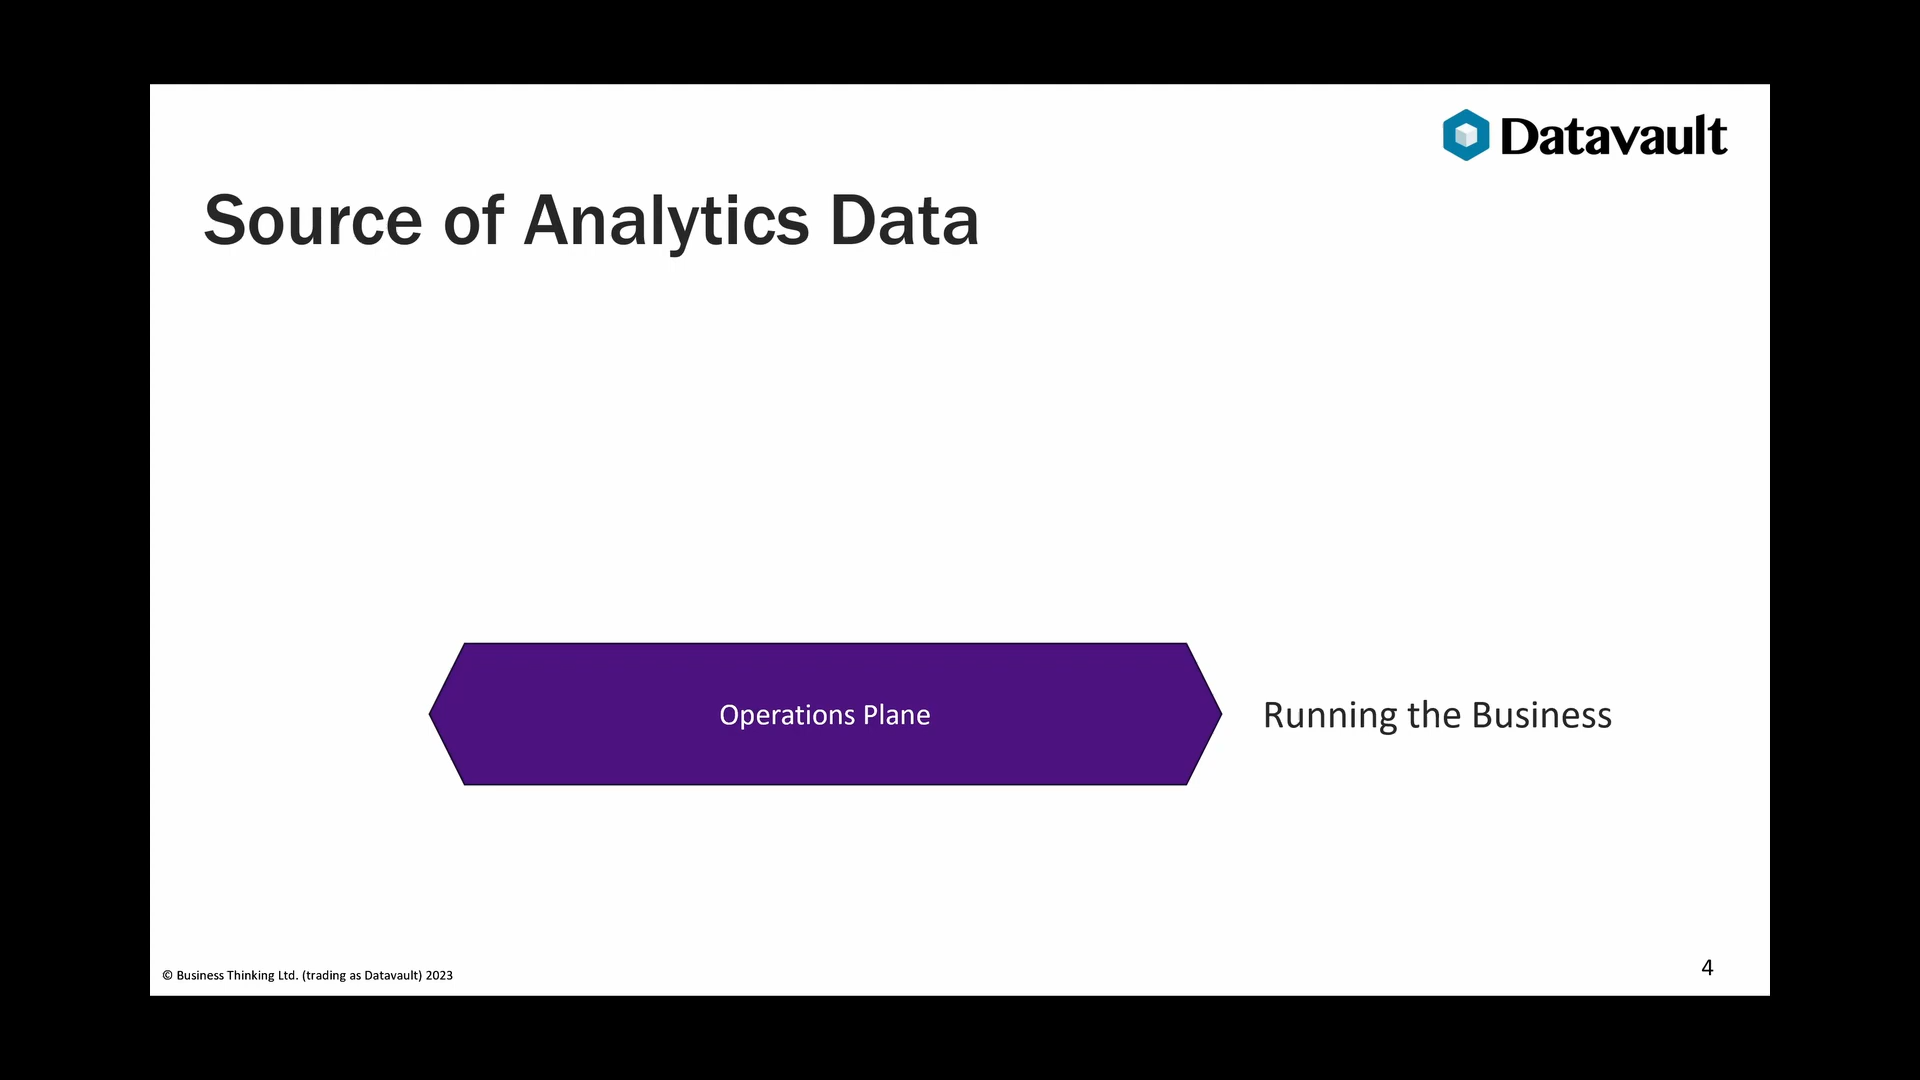 Datavault
Source of Analytics Data
Operations Plane
Running the Business
© Business Thinking Ltd. (trading as Datavault) 2023
4